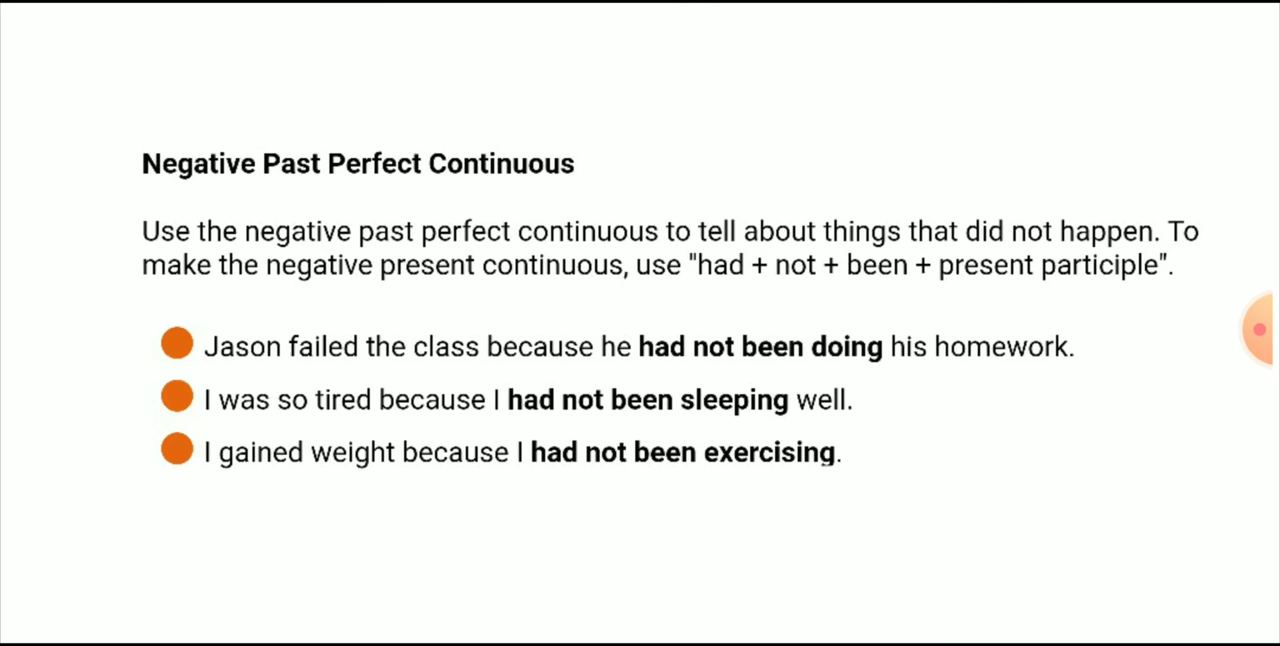 Negative Past Perfect Continuous
Use the negative past perfect continuous to tell about things that did not happen. To
make the negative present continuous, use "had + not + been + present participle".
Jason failed the class because he had not been doing his homework.
I was so tired because I had not been sleeping well.
I gained weight because I had not been exercising.